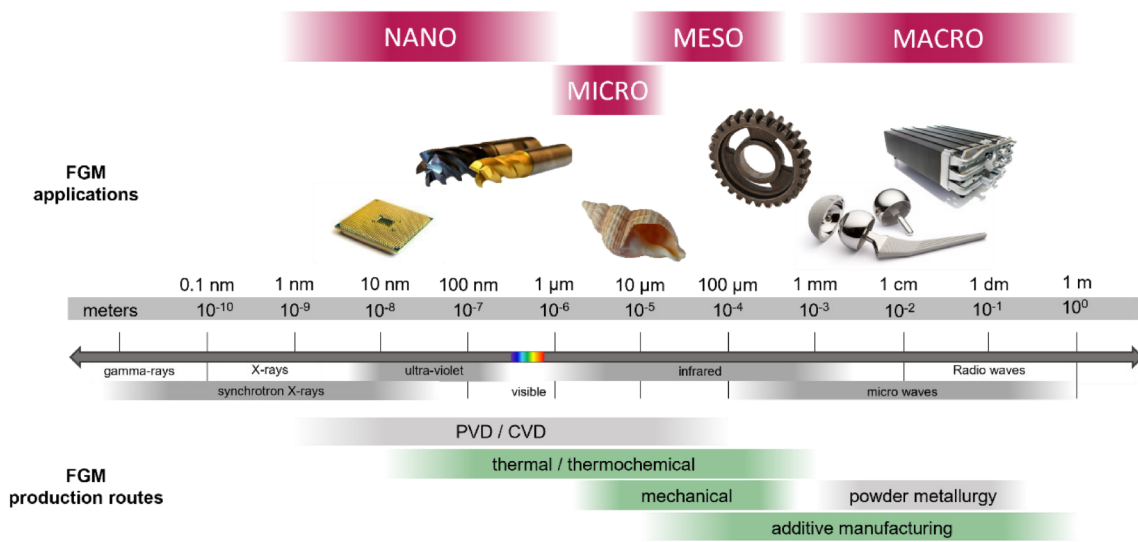 NANO
MESO
MACRO
MICRO
FGM
applications
0.1 nm 1 nm 10 nm 100 nm 1 µm 10 µm 100 µm 1 mm 1 cm 1 dm 1 m
meters 10⁻¹⁰ 10⁻⁹ 10⁻⁸ 10⁻⁷ 10⁻⁶ 10⁻⁵ 10⁻⁴ 10⁻³ 10⁻² 10⁻¹ 10⁰
gamma-rays X-rays ultra-violet infrared Radio waves
synchrotron X-rays visible micro waves
PVD / CVD
FGM
production routes
thermal / thermochemical
mechanical
powder metallurgy
additive manufacturing